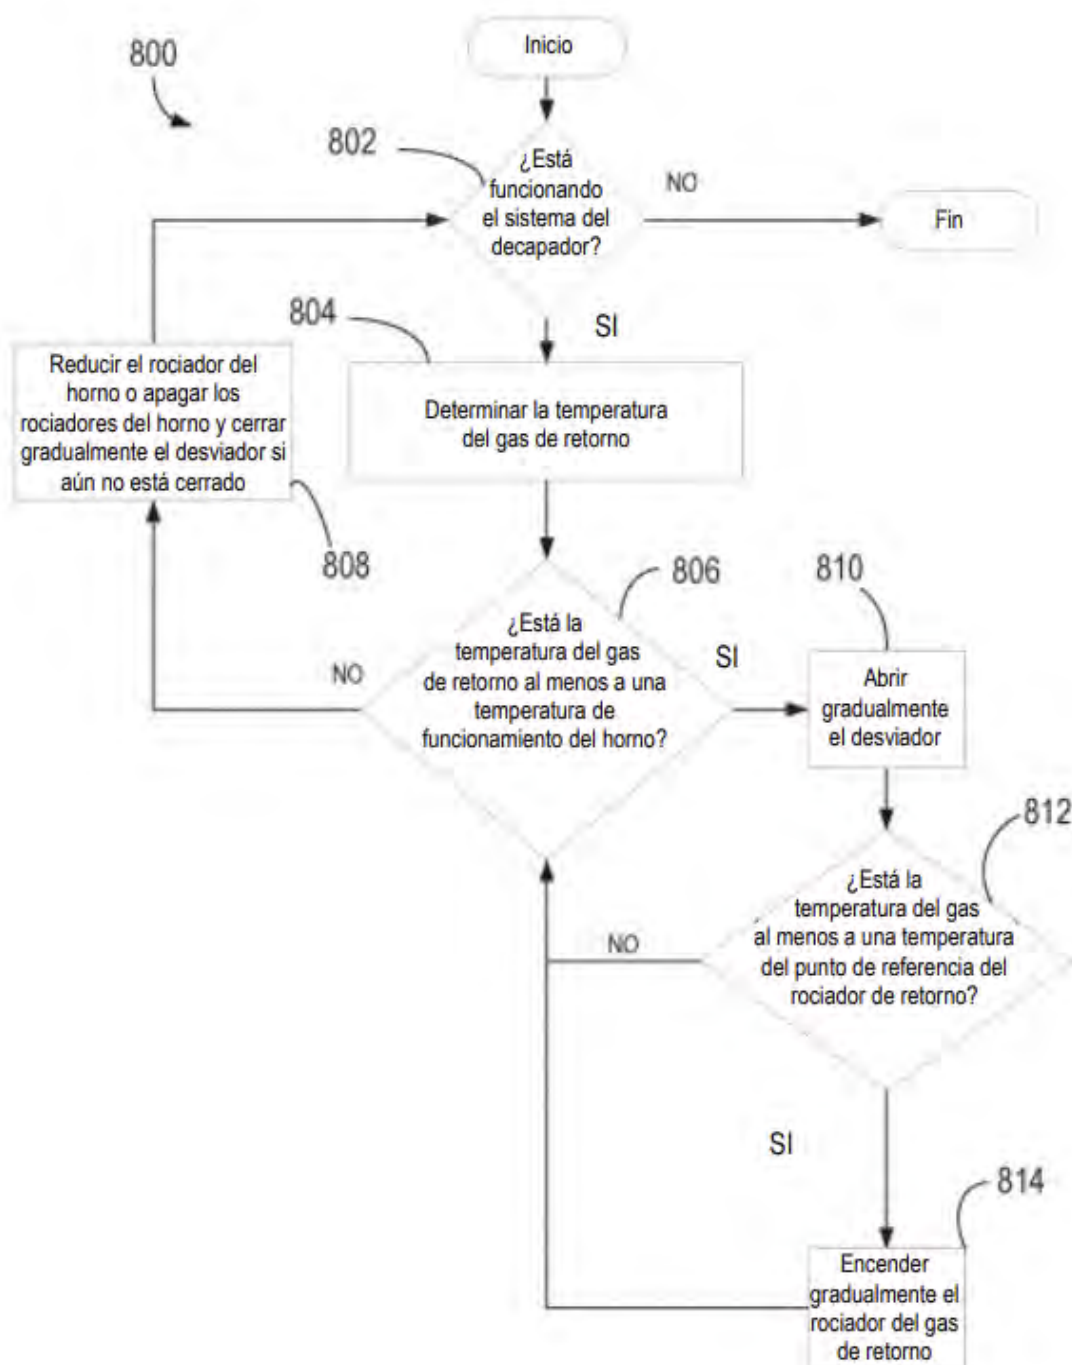 Inicio
800
802
¿Está
funcionando
el sistema del
decapador?
NO
Fin
SI
804
Determinar la temperatura
del gas de retorno
Reducir el rociador del
horno o apagar los
rociadores del horno y cerrar
gradualmente el desviador si
aún no está cerrado
808
806
¿Está la
temperatura del gas
de retorno al menos a una
temperatura de
funcionamiento del horno?
NO
SI
810
Abrir
gradualmente
el desviador
812
¿Está la
temperatura del gas
al menos a una temperatura
del punto de referencia del
rociador de retorno?
NO
SI
814
Encender
gradualmente el
rociador del gas
de retorno